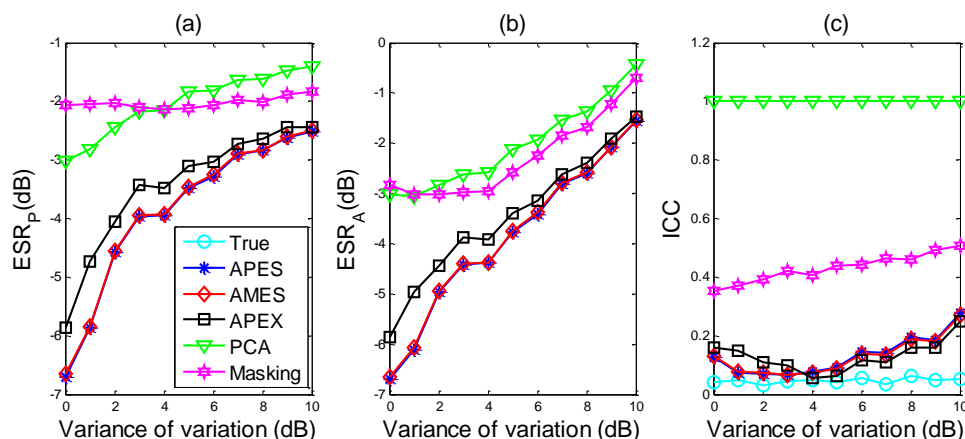 (a)
(b)
(c)
-1
-2
-3
-4
-5
-6
-7
ESR_P (dB)
0 2 4 6 8 10
Variance of variation (dB)
True
APES
AMES
APEX
PCA
Masking
0
-1
-2
-3
-4
-5
-6
-7
ESR_A (dB)
0 2 4 6 8 10
Variance of variation (dB)
1.2
1
0.8
0.6
0.4
0.2
0
ICC
0 2 4 6 8 10
Variance of variation (dB)